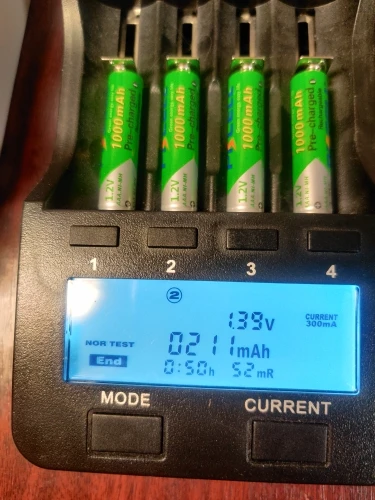 1000mAh
Pre-charged
1.2V
1000mAh
Pre-charged
1.2V
1000mAh
Pre-charged
1.2V
1000mAh
Pre-charged
1.2V
1
2
3
4
2
1.39V
CURRENT
300mA
NOR TEST
0211mAh
End
0:50h 52mR
MODE
CURRENT